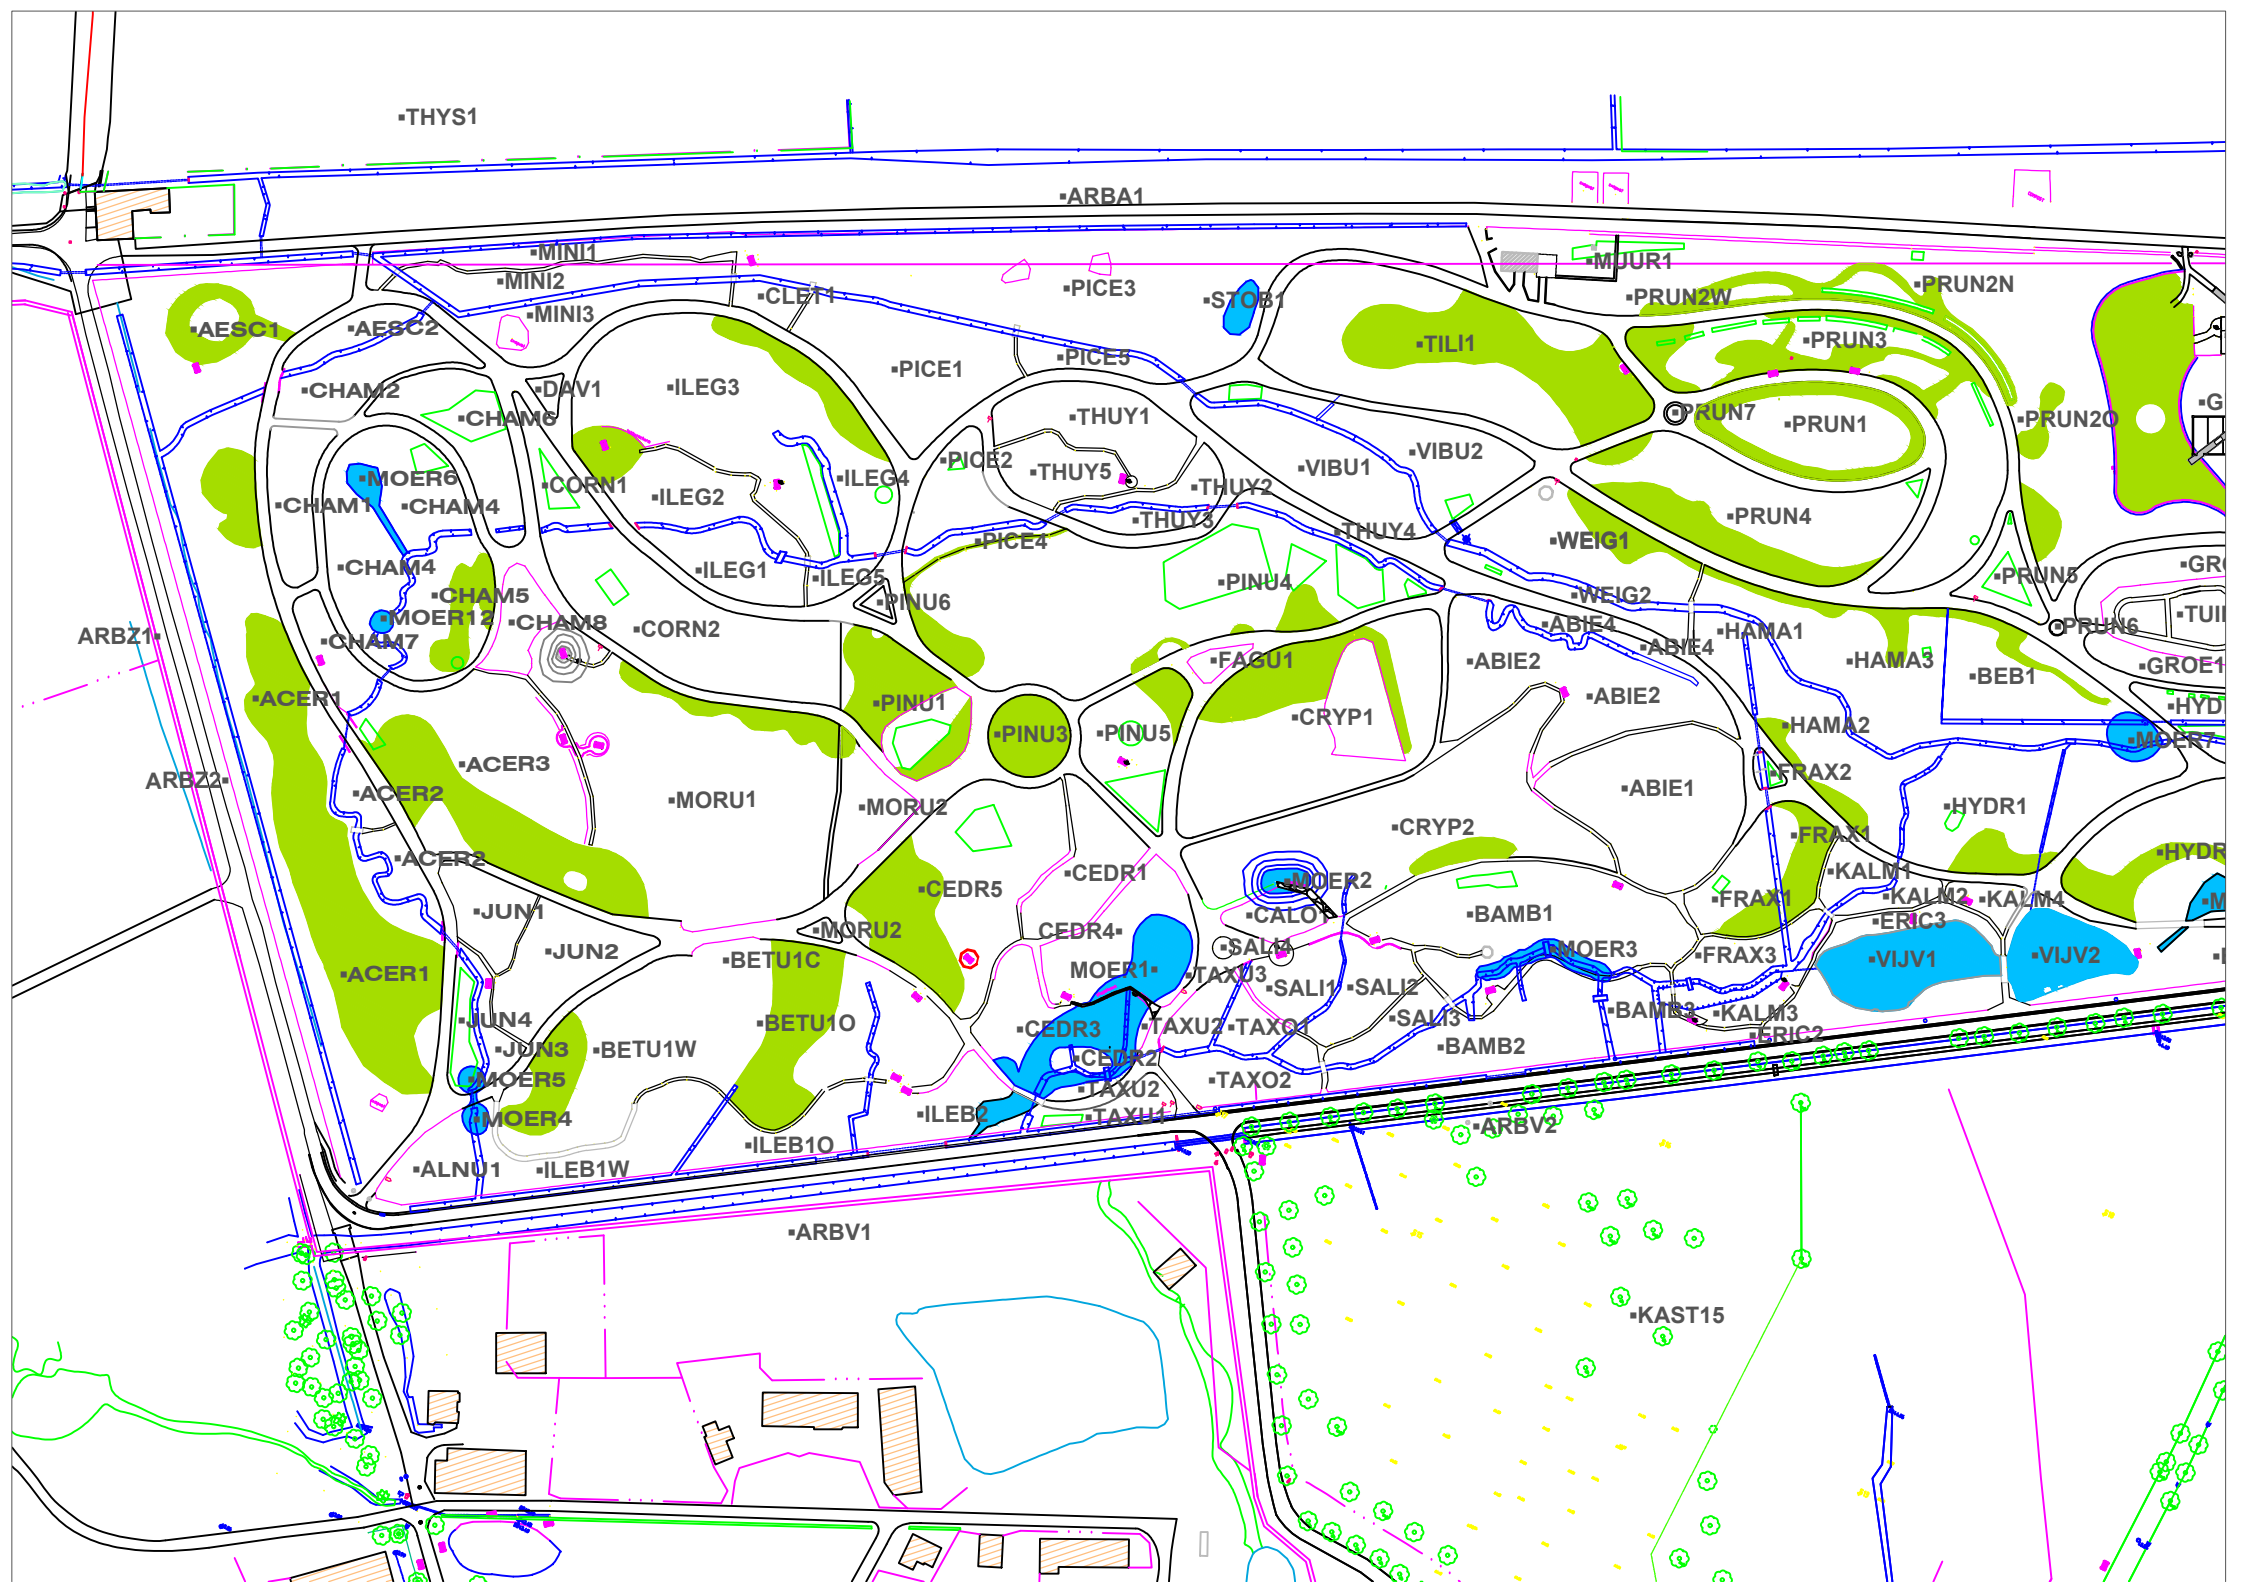 ▪THYS1
▪ARBA1
▪MINI1
▪MUUR1
▪MINI2
▪PRUN2N
▪PICE3
▪CLET1
▪PRUN2W
▪STOB1
▪MINI3
▪AESC1
▪AESC2
▪PRUN3
▪TILI1
▪PICE5
▪PICE1
▪ILEG3
▪CHAM2
▪DAV1
▪G
▪PRUN7
▪THUY1
▪CHAM6
▪PRUN2O
▪PRUN1
▪VIBU2
▪PICE2
▪VIBU1
▪THUY5
▪MOER6
▪ILEG4
▪CORN1
▪THUY2
▪ILEG2
▪CHAM1
▪CHAM4
▪PRUN4
▪THUY3
▪THUY4
▪PICE4
▪WEIG1
▪GR
▪CHAM4
▪ILEG1
▪PRUN5
▪ILEG5
▪PINU4
▪CHAM5
▪WEIG2
▪PINU6
▪TUI
▪MOER12
▪CHAM8
▪ABIE4
▪PRUN6
▪CORN2
▪HAMA1
ARBZ1▪
▪CHAM7
▪ABIE4
▪FAGU1
▪ABIE2
▪HAMA3
▪GROE1
▪BEB1
▪ABIE2
▪ACER1
▪PINU1
▪HYD
▪CRYP1
▪HAMA2
▪PINU3
▪PINU5
▪MOER7
▪ACER3
▪FRAX2
ARBZ2▪
▪ABIE1
▪ACER2
▪MORU1
▪MORU2
▪HYDR1
▪CRYP2
▪FRAX1
▪HYDR
▪ACER2
▪CEDR1
▪KALM1
▪MOER2
▪CEDR5
▪KALM2
▪KALM4
▪FRAX1
▪M
▪JUN1
▪CALO1
▪BAMB1
▪ERIC3
▪MORU2
CEDR4▪
▪SALI4
▪MOER3
▪JUN2
▪FRAX3
▪VIJV1
▪VIJV2
▪BETU1C
MOER1▪
▪ACER1
▪TAXU3
▪SALI1
▪SALI2
▪BAMB3
▪KALM3
▪JUN4
▪SALI3
▪BETU1O
▪CEDR3
▪TAXU2
▪TAXO1
▪ERIC2
▪JUN3
▪BETU1W
▪BAMB2
▪CEDR2
▪MOER5
▪TAXO2
▪TAXU2
▪ILEB2
▪TAXU1
▪MOER4
▪ARBV2
▪ILEB1O
▪ALNU1
▪ILEB1W
▪ARBV1
▪KAST15